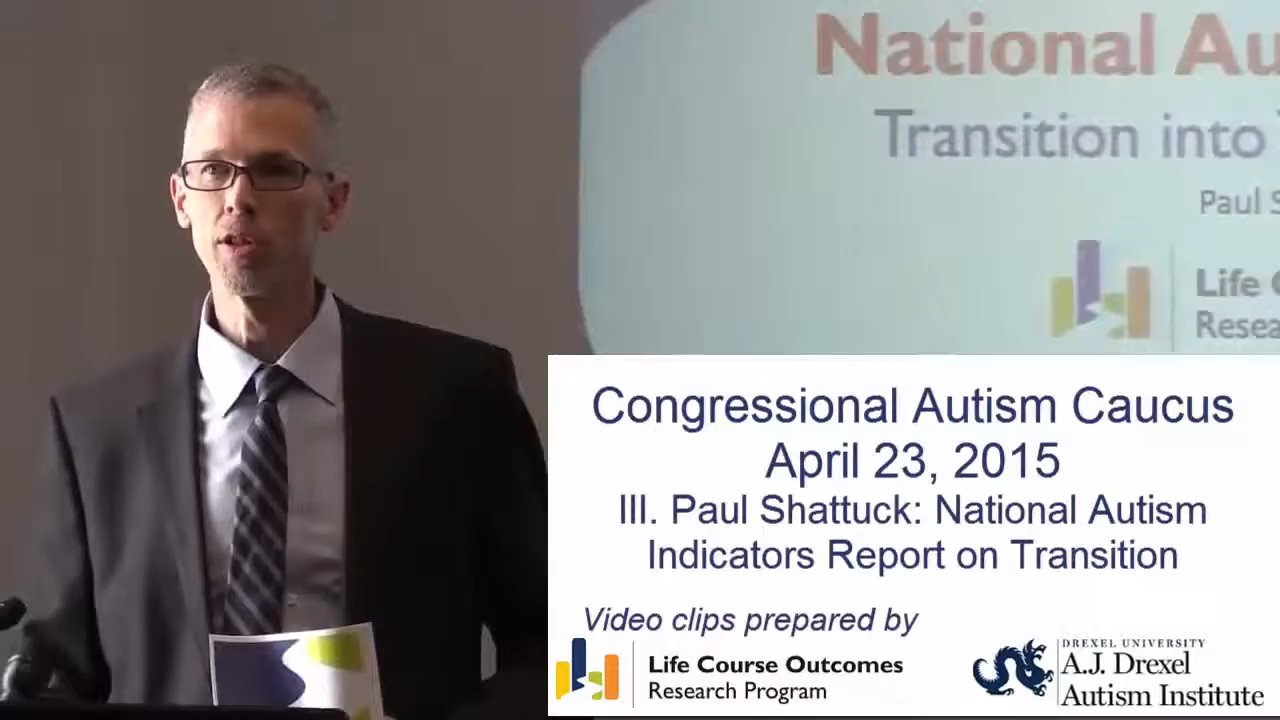 National Au
Transition into
Paul S
Life
Resea
Congressional Autism Caucus
April 23, 2015
III. Paul Shattuck: National Autism
Indicators Report on Transition
Video clips prepared by
Life Course Outcomes
Research Program
DREXEL UNIVERSITY
A.J. Drexel
Autism Institute